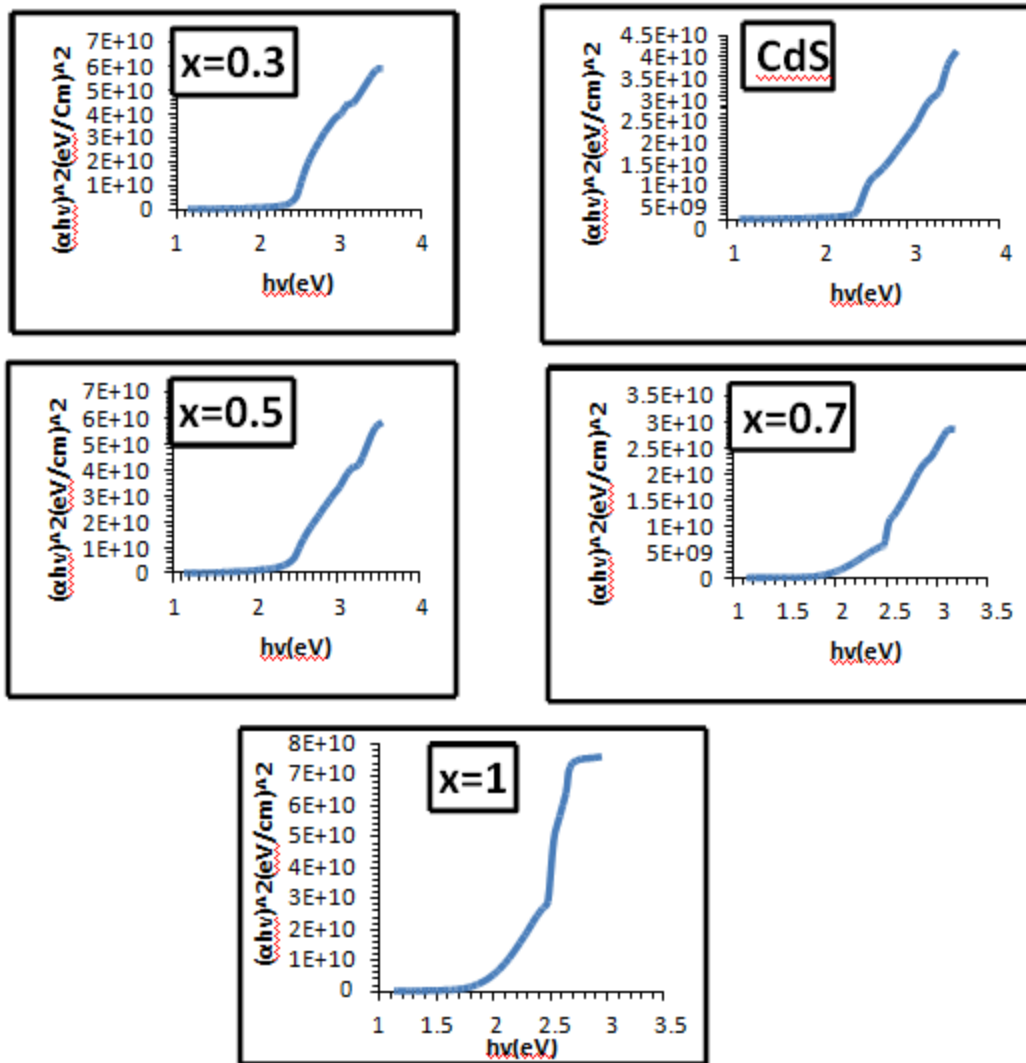 x=0.3
(αhν)^2(eV/Cm)^2
7E+10
6E+10
5E+10
4E+10
3E+10
2E+10
1E+10
0
1 2 3 4
hν(eV)
CdS
(αhν)^2(eV/cm)^2
4.5E+10
4E+10
3.5E+10
3E+10
2.5E+10
2E+10
1.5E+10
1E+10
5E+09
0
1 2 3 4
hν(eV)
x=0.5
(αhν)^2(eV/cm)^2
7E+10
6E+10
5E+10
4E+10
3E+10
2E+10
1E+10
0
1 2 3 4
hν(eV)
x=0.7
(αhν)^2(eV/cm)^2
3.5E+10
3E+10
2.5E+10
2E+10
1.5E+10
1E+10
5E+09
0
1 1.5 2 2.5 3 3.5
hν(eV)
x=1
(αhν)^2(eV/cm)^2
8E+10
7E+10
6E+10
5E+10
4E+10
3E+10
2E+10
1E+10
0
1 1.5 2 2.5 3 3.5
hν(eV)